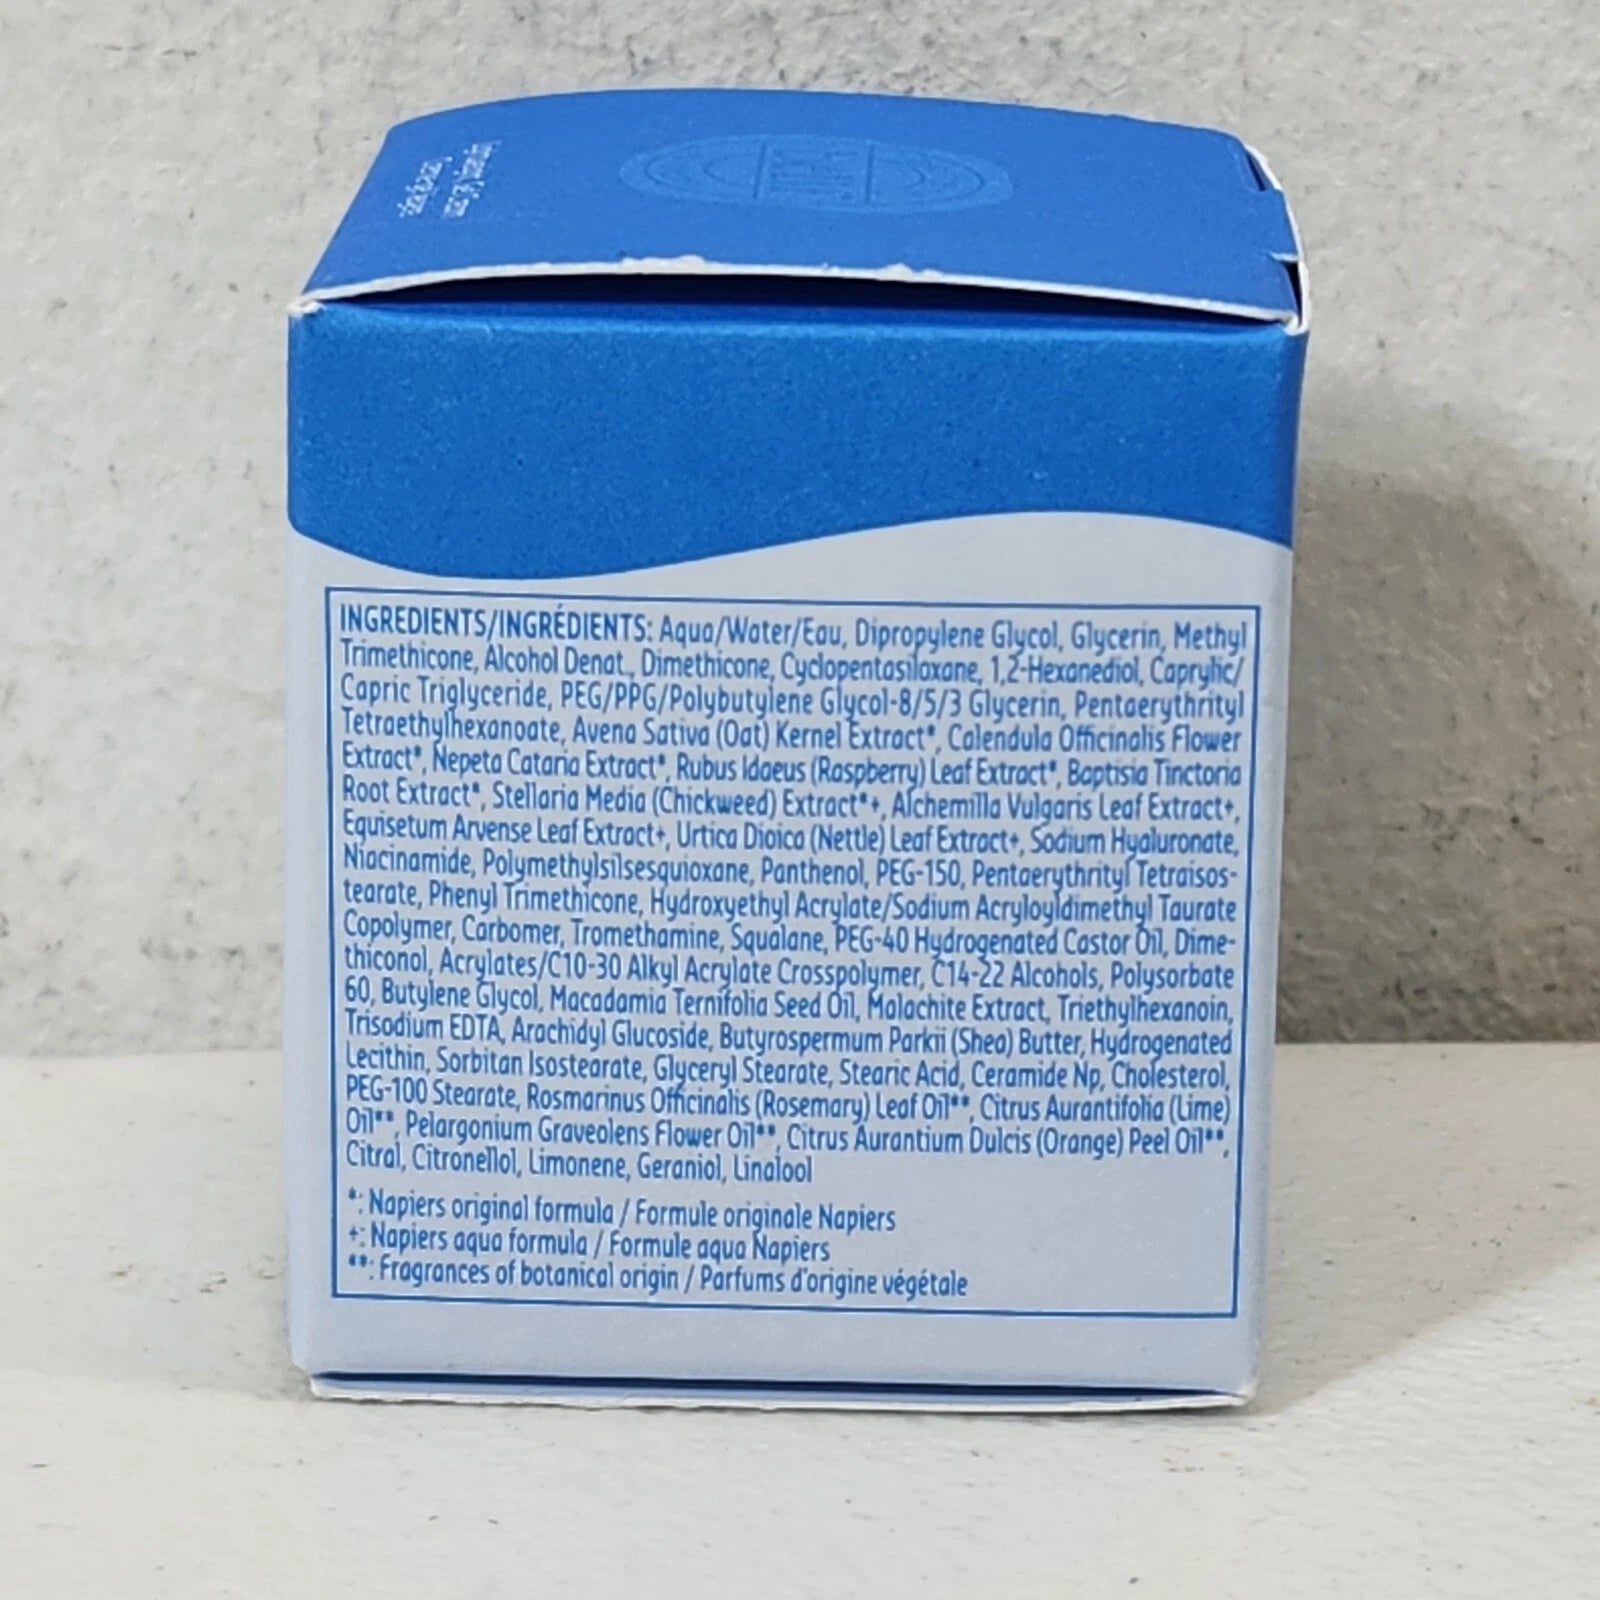 INGREDIENTS/INGRÉDIENTS: Aqua/Water/Eau, Dipropylene Glycol, Glycerin, Methyl
Trimethicone, Alcohol Denat., Dimethicone, Cyclopentasiloxane, 1,2-Hexanediol, Caprylic/
Capric Triglyceride, PEG/PPG/Polybutylene Glycol-8/5/3 Glycerin, Pentaerythrityl
Tetraethylhexanoate, Avena Sativa (Oat) Kernel Extract*, Calendula Officinalis Flower
Extract*, Nepeta Cataria Extract*, Rubus Idaeus (Raspberry) Leaf Extract*, Baptisia Tinctoria
Root Extract*, Stellaria Media (Chickweed) Extract*+, Alchemilla Vulgaris Leaf Extract+,
Equisetum Arvense Leaf Extract+, Urtica Dioica (Nettle) Leaf Extract+, Sodium Hyaluronate,
Niacinamide, Polymethylsilsesquioxane, Panthenol, PEG-150, Pentaerythrityl Tetraisos-
tearate, Phenyl Trimethicone, Hydroxyethyl Acrylate/Sodium Acryloyldimethyl Taurate
Copolymer, Carbomer, Tromethamine, Squalane, PEG-40 Hydrogenated Castor Oil, Dime-
thiconol, Acrylates/C10-30 Alkyl Acrylate Crosspolymer, C14-22 Alcohols, Polysorbate
60, Butylene Glycol, Macadamia Ternifolia Seed Oil, Malachite Extract, Triethylhexanoin,
Trisodium EDTA, Arachidyl Glucoside, Butyrospermum Parkii (Shea) Butter, Hydrogenated
Lecithin, Sorbitan Isostearate, Glyceryl Stearate, Stearic Acid, Ceramide Np, Cholesterol,
PEG-100 Stearate, Rosmarinus Officinalis (Rosemary) Leaf Oil**, Citrus Aurantifolia (Lime)
Oil**, Pelargonium Graveolens Flower Oil**, Citrus Aurantium Dulcis (Orange) Peel Oil**,
Citral, Citronellol, Limonene, Geraniol, Linalool
*: Napiers original formula / Formule originale Napiers
+: Napiers aqua formula / Formule aqua Napiers
**: Fragrances of botanical origin / Parfums d'origine végétale